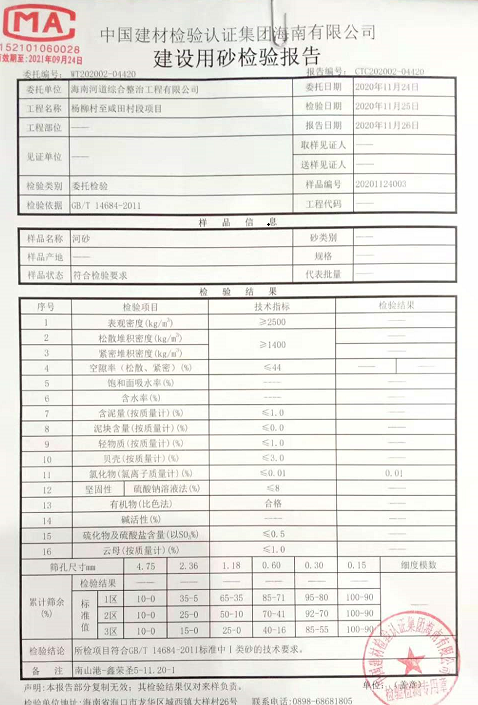 MA
152101060028
有效期至:2021年09月24日
中国建材检验认证集团海南有限公司
建设用砂检验报告
委托编号: WT202002-04420 报告编号: CTC202002-04420
委托单位 海南河道综合整治工程有限公司 委托日期 2020年11月24日
工程名称 杨柳村至咸田村段项目 检验日期 2020年11月25日
工程部位 —— 报告日期 2020年11月26日
见证单位 —— 取样见证人 ——
送样见证人 ——
检验类别 委托检验 样品编号 20201124003
检验依据 GB/T 14684-2011 工程代码 ——
样 品 信 息
样品名称 河砂 砂类别 ——
样品产地 —— 规格 ——
样品状态 符合检验要求 代表批量 ——
检 验 结 果
序号 检验项目 技术指标 检验结果
1 表观密度(kg/m³) ≥2500 ——
2 松散堆积密度(kg/m³) ≥1400 ——
3 紧密堆积密度(kg/m³) ——
4 空隙率（松散、紧密）(%) ≤44 —— ——
5 饱和面吸水率(%) —— ——
6 含水率(%) —— ——
7 含泥量(按质量计)(%) ≤1.0 ——
8 泥块含量(按质量计)(%) ≤0.0 ——
9 轻物质(按质量计)(%) ≤1.0 ——
10 贝壳(按质量计)(%) ≤3.0 ——
11 氯化物(氯离子质量计)(%) ≤0.01 0.01
12 坚固性 硫酸钠溶液法(%) ≤8 ——
13 有机物(比色法) 合格 ——
14 碱活性(%) —— ——
15 硫化物及硫酸盐含量(以SO₃%) ≤0.5 ——
16 云母(按质量计)(%) ≤1.0 ——
筛孔尺寸mm 4.75 2.36 1.18 0.60 0.30 0.15 细度模数
累计筛余(%) 检验结果 —— —— —— —— —— —— ——
标准值 1区 10-0 35-5 65-35 85-71 95-80 100-90
2区 10-0 25-0 50-10 70-41 92-70 100-90
3区 10-0 15-0 25-0 40-16 85-55 100-90
检验结论 所检项目符合GB/T 14684-2011标准中Ⅰ类砂的技术要求。
备 注 南山港-鑫荣圣5-11.20-1
声明:本报告部分复制无效；其检验结果仅对来样负责。 单位: (盖章)
检验单位地址:海南省海口市龙华区城西镇大样村26号 联系电话:0898-68681805
中国建材检验认证集团海南有限公司
检验检测专用章